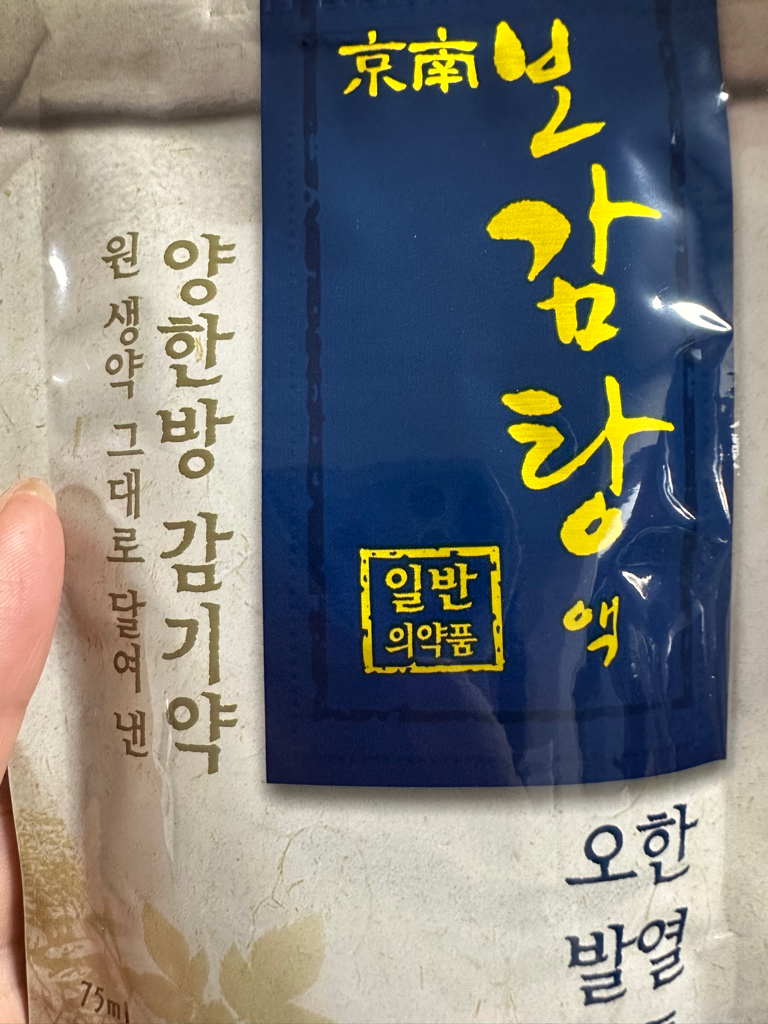 京南 보감탕액
일반
의약품
양한방 감기약
원 생약 그대로 달여 낸
오한
발열
75ml